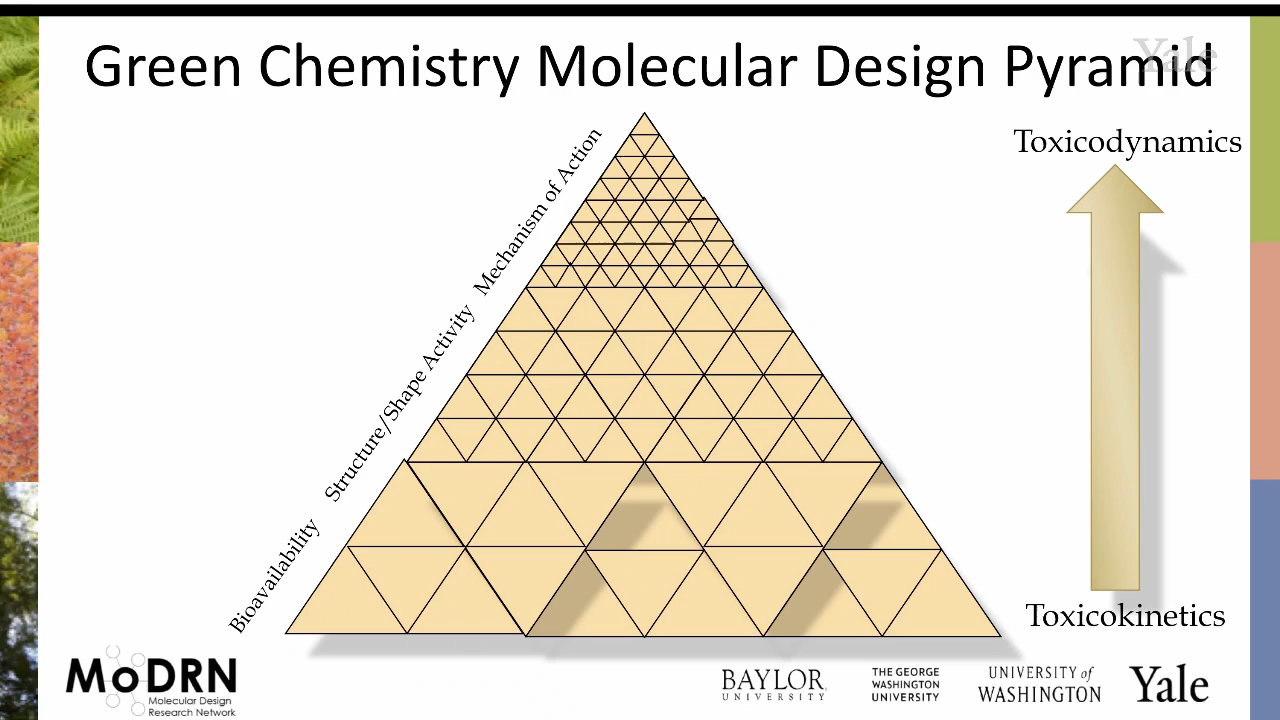 Green Chemistry Molecular Design Pyramid
Yale
Toxicodynamics
Mechanism of Action
Structure/Shape Activity
Bioavailability
Toxicokinetics
MoDRN
Molecular Design
Research Network
BAYLOR
UNIVERSITY
THE GEORGE
WASHINGTON
UNIVERSITY
UNIVERSITY of
WASHINGTON
Yale